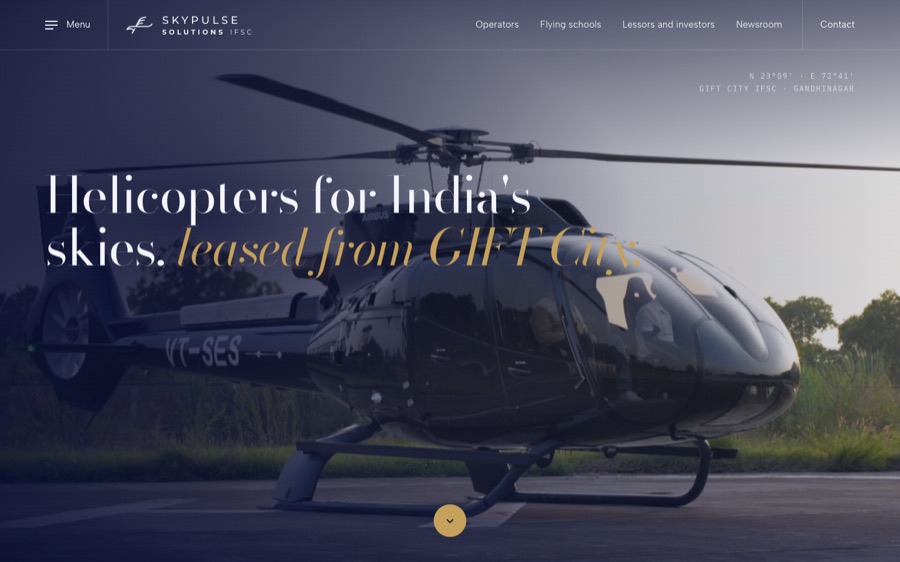 Menu
SKYPULSE
SOLUTIONS IFSC
Operators
Flying schools
Lessors and investors
Newsroom
Contact
N 23°09' · E 72°41'
GIFT CITY IFSC · GANDHINAGAR
Helicopters for India's
skies. leased from GIFT City.
AIRBUS
VT-SES